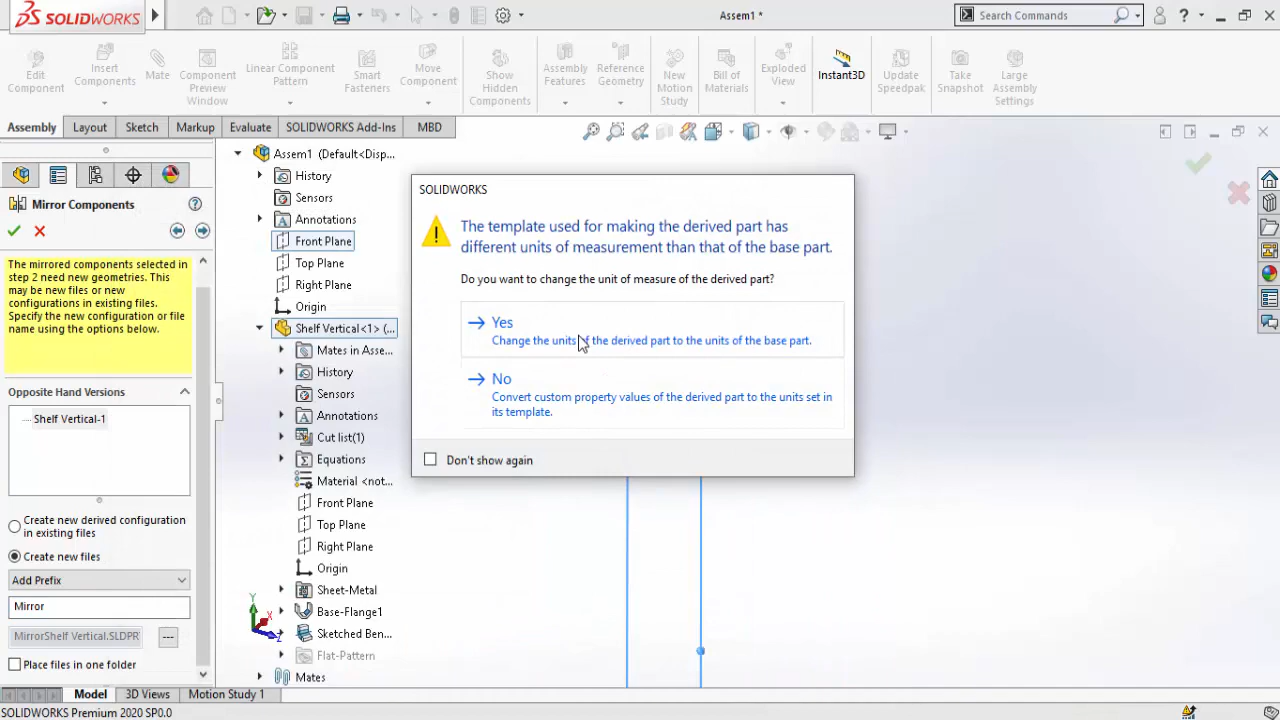 SOLIDWORKS
Assem1 *
Search Commands
?
Edit Component
Insert Components
Mate
Component Preview Window
Linear Component Pattern
Smart Fasteners
Move Component
Show Hidden Components
Assembly Features
Reference Geometry
New Motion Study
Bill of Materials
Exploded View
Instant3D
Update Speedpak
Take Snapshot
Large Assembly Settings
Assembly
Layout
Sketch
Markup
Evaluate
SOLIDWORKS Add-Ins
MBD
Mirror Components
The mirrored components selected in
step 2 need new geometries. This
may be new files or new
configurations in existing files.
Specify the new configuration or file
name using the options below.
Opposite Hand Versions
Shelf Vertical-1
Create new derived configuration
in existing files
Create new files
Add Prefix
Mirror
MirrorShelf Vertical.SLDPR
...
Place files in one folder
Assem1 (Default<Disp...
History
Sensors
Annotations
Front Plane
Top Plane
Right Plane
Origin
Shelf Vertical<1> (...
Mates in Asse...
History
Sensors
Annotations
Cut list(1)
Equations
Material <not...
Front Plane
Top Plane
Right Plane
Origin
Sheet-Metal
Base-Flange1
Sketched Ben...
Flat-Pattern
Mates
SOLIDWORKS
The template used for making the derived part has
different units of measurement than that of the base part.
Do you want to change the unit of measure of the derived part?
Yes
Change the units of the derived part to the units of the base part.
No
Convert custom property values of the derived part to the units set in
its template.
Don't show again
Y
X
Z
Model
3D Views
Motion Study 1
SOLIDWORKS Premium 2020 SP0.0